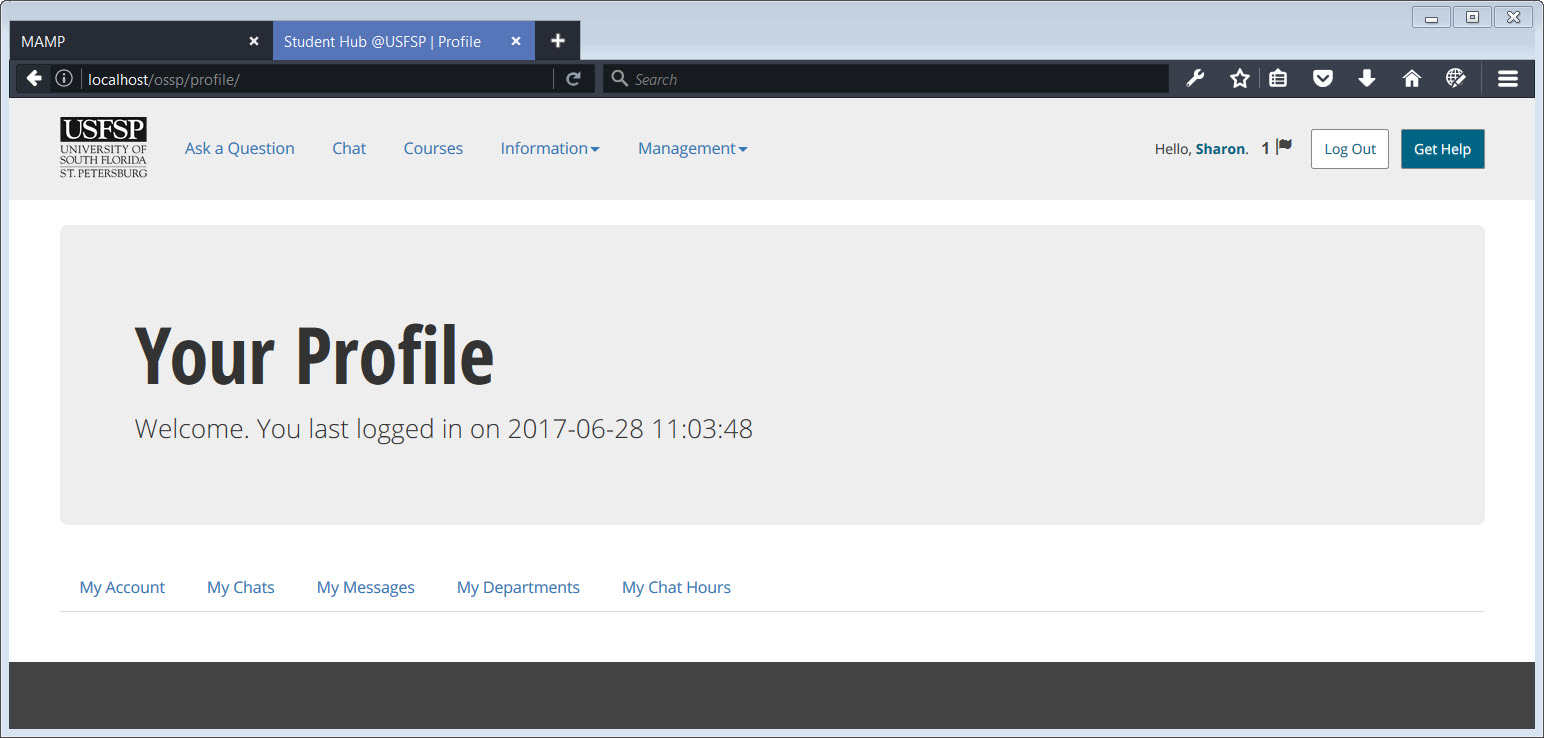 MAMP
Student Hub @USFSP | Profile
localhost/ossp/profile/
Search
USFSP
UNIVERSITY OF
SOUTH FLORIDA
ST. PETERSBURG
Ask a Question Chat Courses Information Management
Hello, Sharon. 1 Log Out Get Help
Your Profile
Welcome. You last logged in on 2017-06-28 11:03:48
My Account My Chats My Messages My Departments My Chat Hours